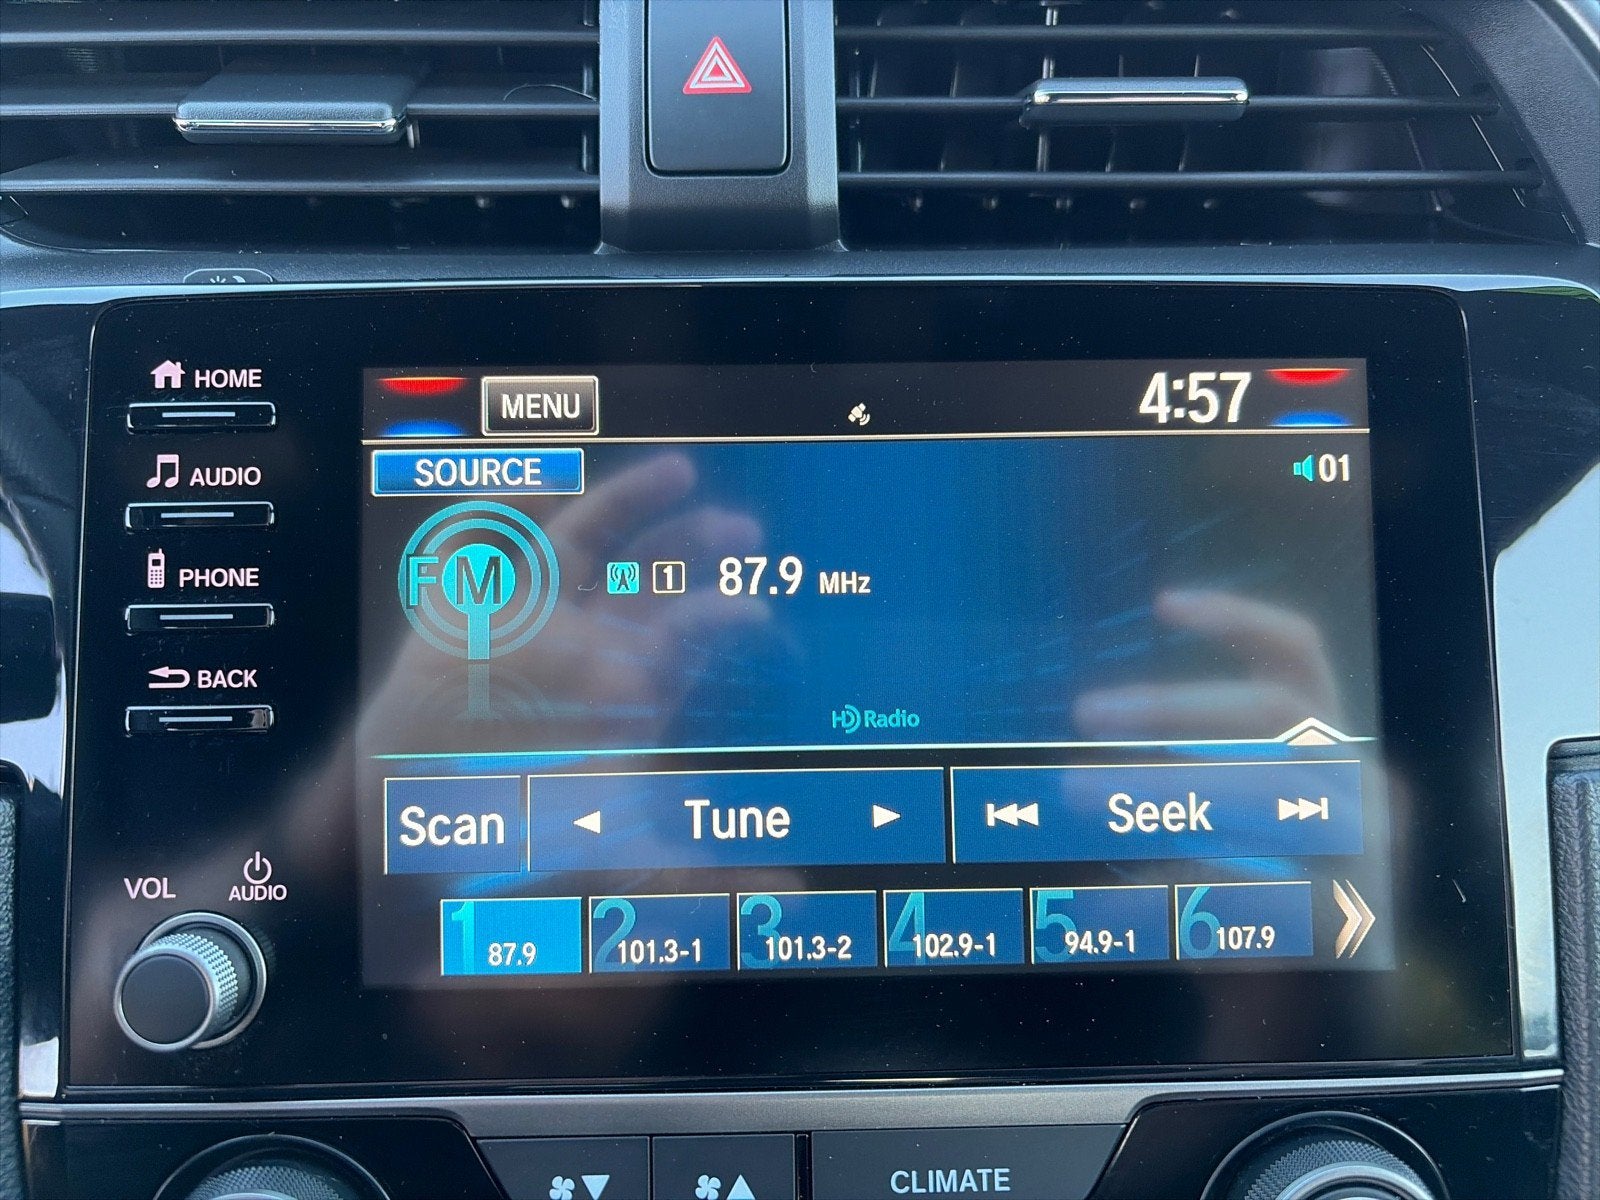 HOME
MENU
4:57
AUDIO
SOURCE
01
PHONE
FM
1 87.9 MHz
BACK
HD Radio
Scan
Tune
Seek
VOL
AUDIO
1 87.9
2 101.3-1
3 101.3-2
4 102.9-1
5 94.9-1
6 107.9
CLIMATE